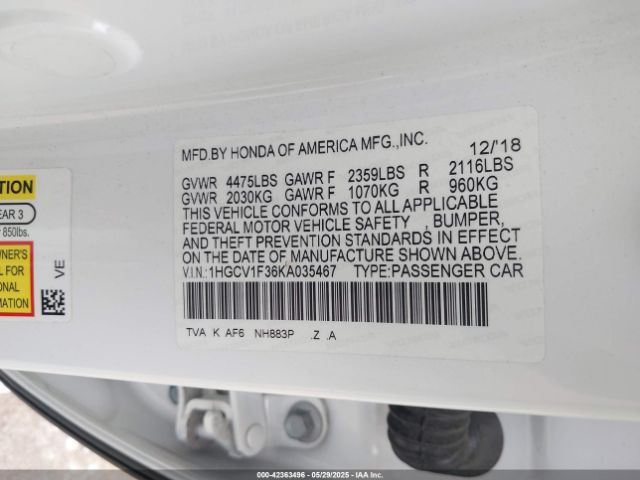 MFD.BY HONDA OF AMERICA MFG.,INC. 12/'18
GVWR 4475LBS GAWR F 2359LBS R 2116LBS
GVWR 2030KG GAWR F 1070KG R 960KG
THIS VEHICLE CONFORMS TO ALL APPLICABLE
FEDERAL MOTOR VEHICLE SAFETY , BUMPER,
AND THEFT PREVENTION STANDARDS IN EFFECT
ON THE DATE OF MANUFACTURE SHOWN ABOVE.
V.I.N.:1HGCV1F36KA035467 TYPE:PASSENGER CAR
TVA K AF6 NH883P .Z .A
TION
EAR 3
850lbs.
WNER'S
L FOR
ONAL
RMATION
VE
00-42363496 - 05/29/2025 - IAA, Inc.